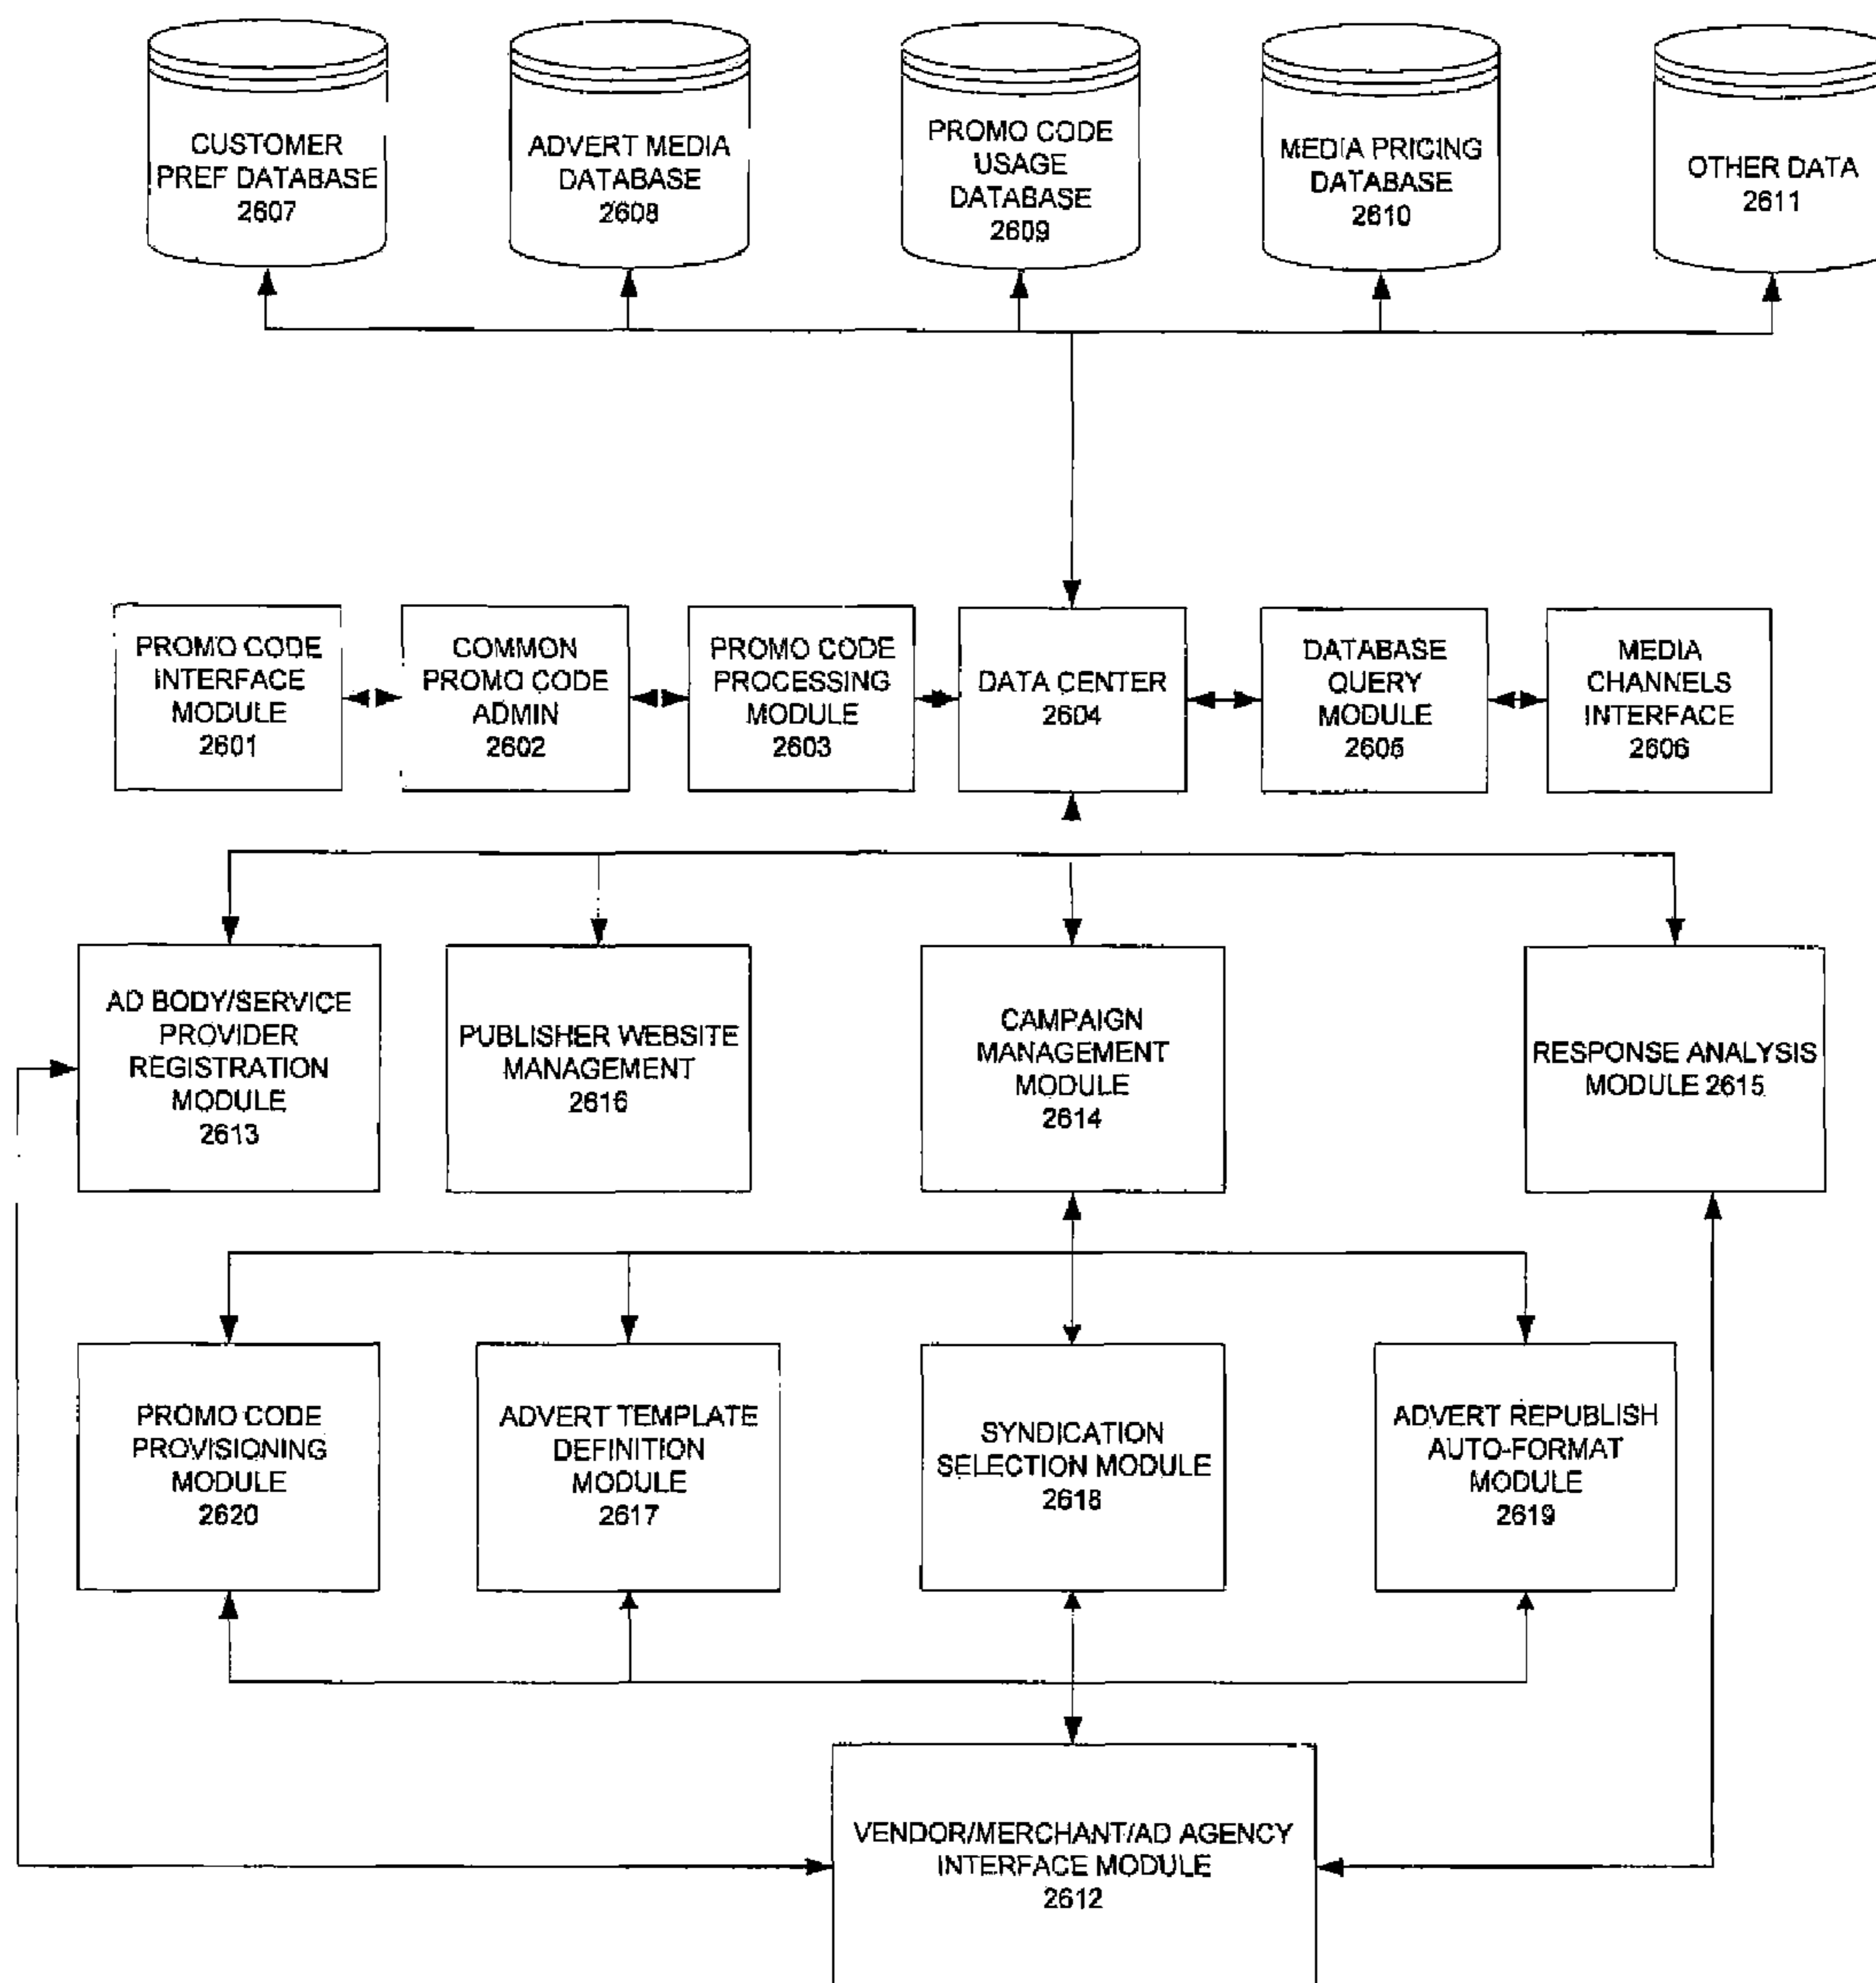 CUSTOMER
PREF DATABASE
2607
ADVERT MEDIA
DATABASE
2608
PROMO CODE
USAGE
DATABASE
2609
MEDIA PRICING
DATABASE
2610
OTHER DATA
2611
PROMO CODE
INTERFACE
MODULE
2601
COMMON
PROMO CODE
ADMIN
2602
PROMO CODE
PROCESSING
MODULE
2603
DATA CENTER
2604
DATABASE
QUERY
MODULE
2605
MEDIA
CHANNELS
INTERFACE
2606
AD BODY/SERVICE
PROVIDER
REGISTRATION
MODULE
2613
PUBLISHER WEBSITE
MANAGEMENT
2616
CAMPAIGN
MANAGEMENT
MODULE
2614
RESPONSE ANALYSIS
MODULE 2615
PROMO CODE
PROVISIONING
MODULE
2620
ADVERT TEMPLATE
DEFINITION
MODULE
2617
SYNDICATION
SELECTION MODULE
2618
ADVERT REPUBLISH
AUTO-FORMAT
MODULE
2619
VENDOR/MERCHANT/AD AGENCY
INTERFACE MODULE
2612